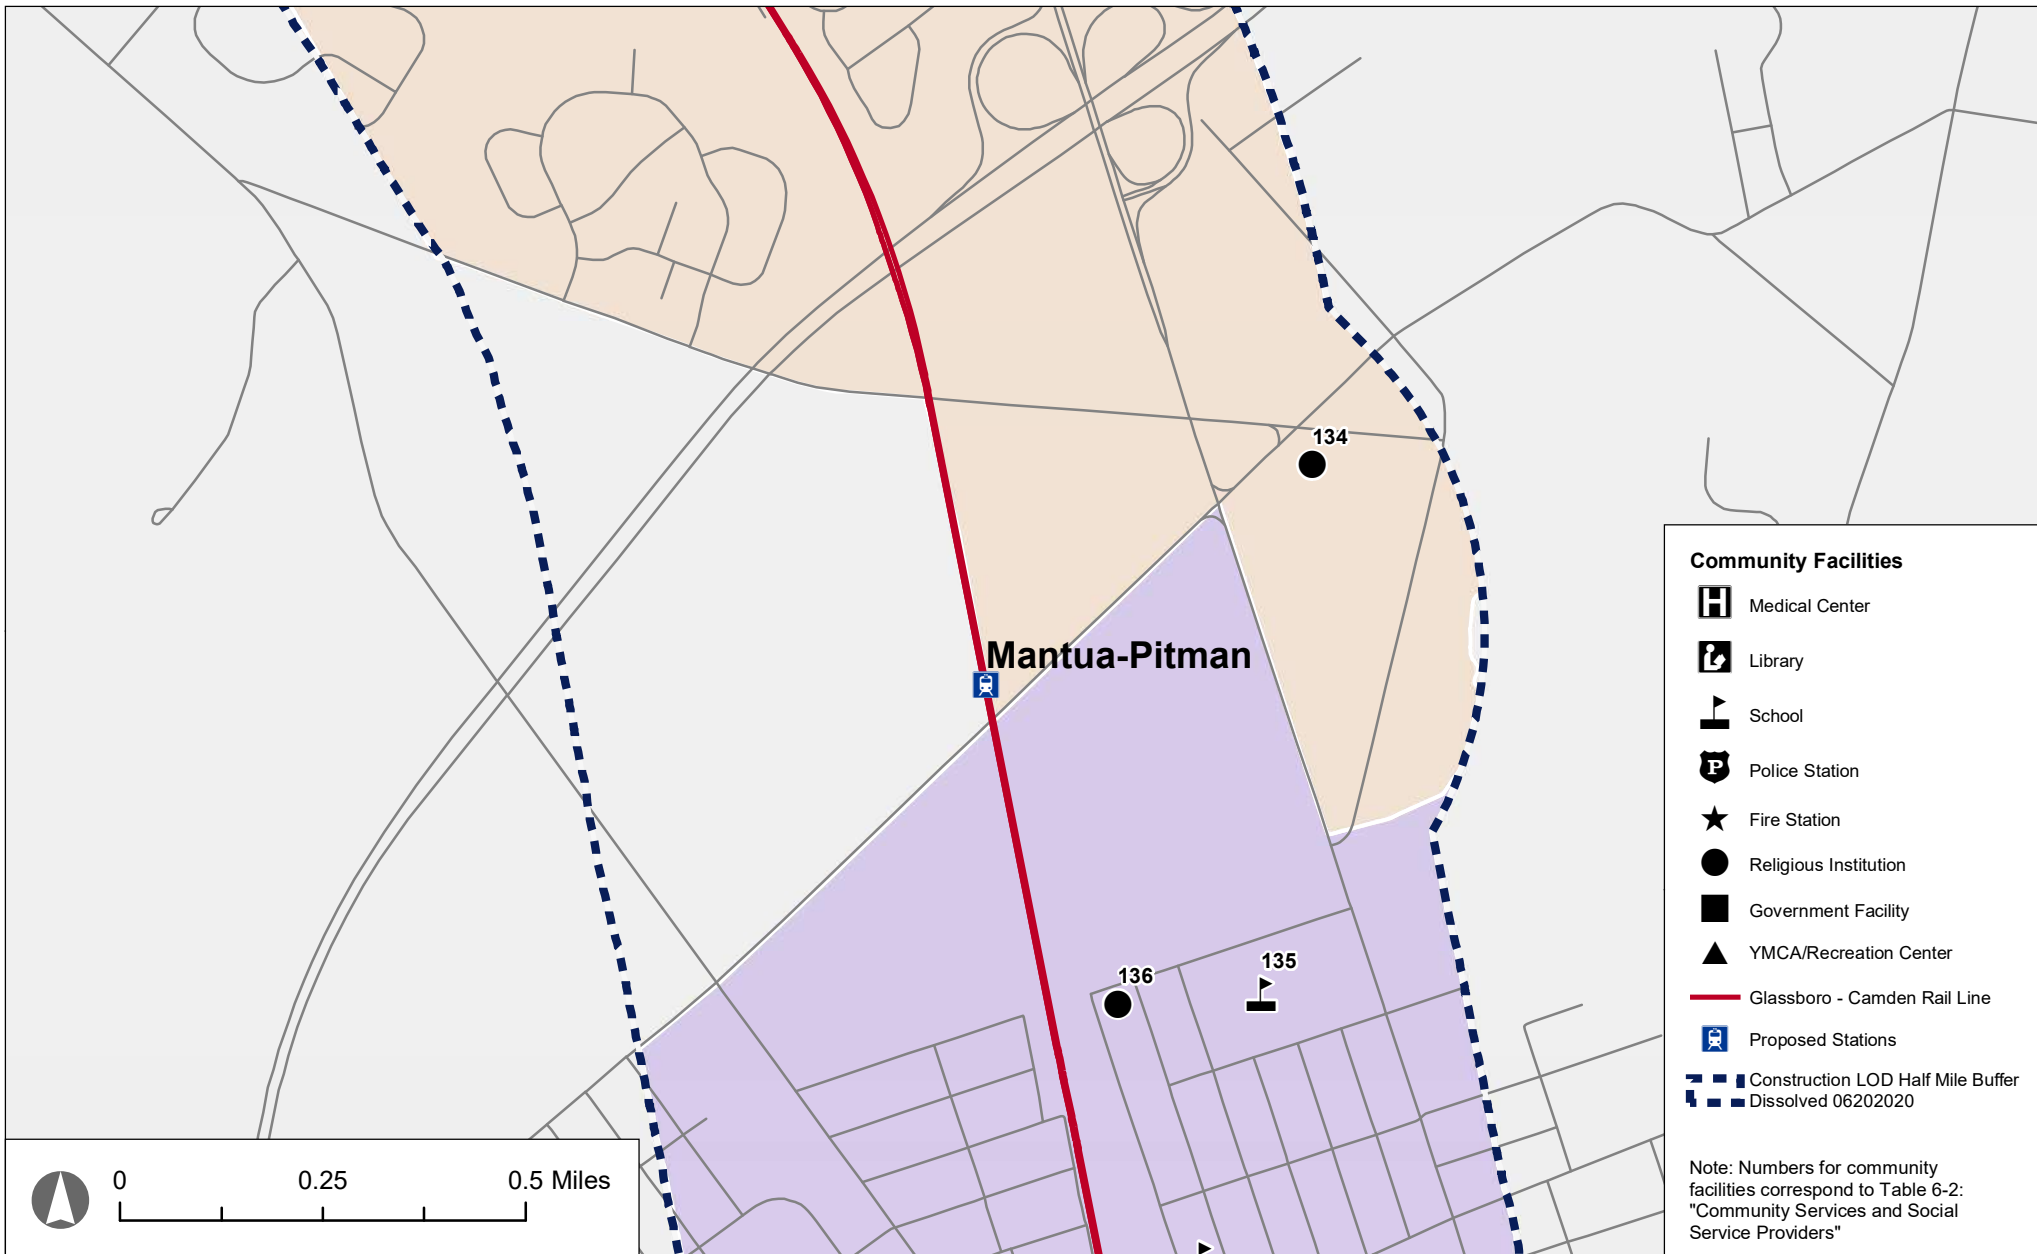 134
Mantua-Pitman
135
136
Community Facilities
H Medical Center
Library
School
P Police Station
Fire Station
Religious Institution
Government Facility
YMCA/Recreation Center
Glassboro - Camden Rail Line
Proposed Stations
Construction LOD Half Mile Buffer
Dissolved 06202020
Note: Numbers for community
facilities correspond to Table 6-2:
"Community Services and Social
Service Providers"
0 0.25 0.5 Miles